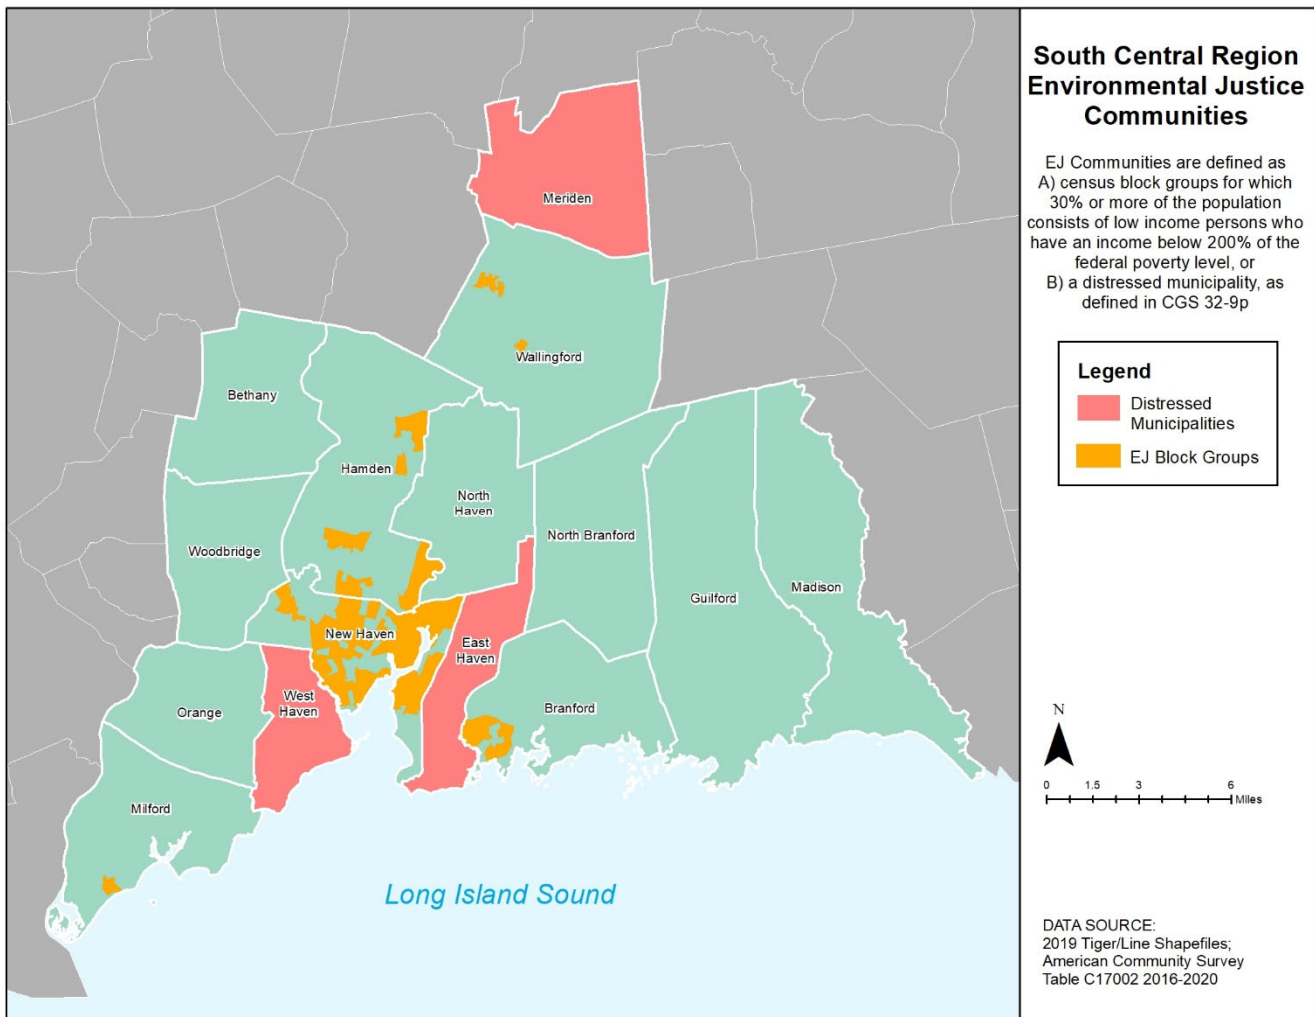 South Central Region
Environmental Justice
Communities
EJ Communities are defined as
A) census block groups for which
30% or more of the population
consists of low income persons who
have an income below 200% of the
federal poverty level, or
B) a distressed municipality, as
defined in CGS 32-9p
Legend
Distressed
Municipalities
EJ Block Groups
Meriden
Wallingford
Bethany
Hamden
North
Haven
North Branford
Woodbridge
Madison
Guilford
New Haven
East
Haven
West
Haven
Orange
Branford
Milford
Long Island Sound
N
0 1.5 3 6
Miles
DATA SOURCE:
2019 Tiger/Line Shapefiles;
American Community Survey
Table C17002 2016-2020